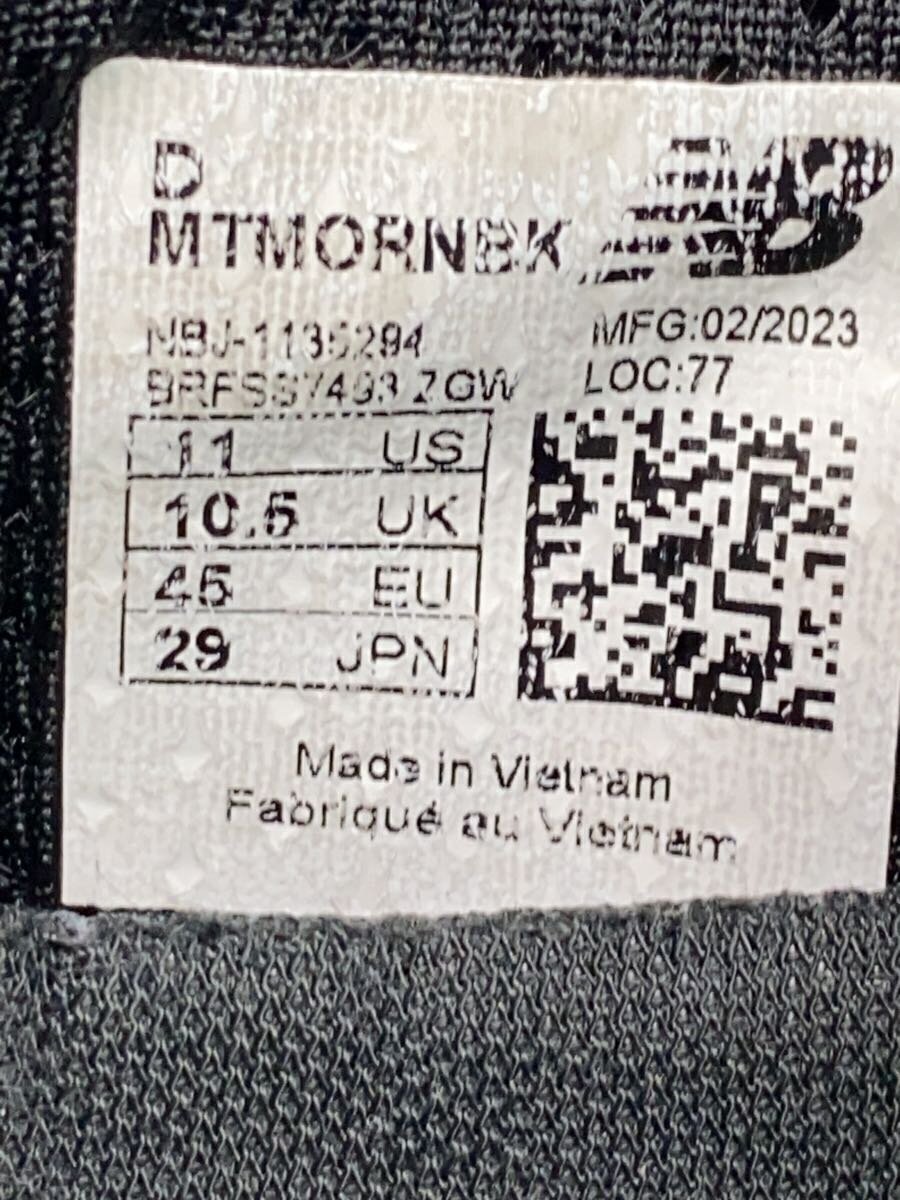 D
MTMORNBK
NBJ-1135294
MFG:02/2023
LOC:77
11 US
10.5 UK
45 EU
29 JPN
Made in Vietnam
Fabriqué au Vietnam